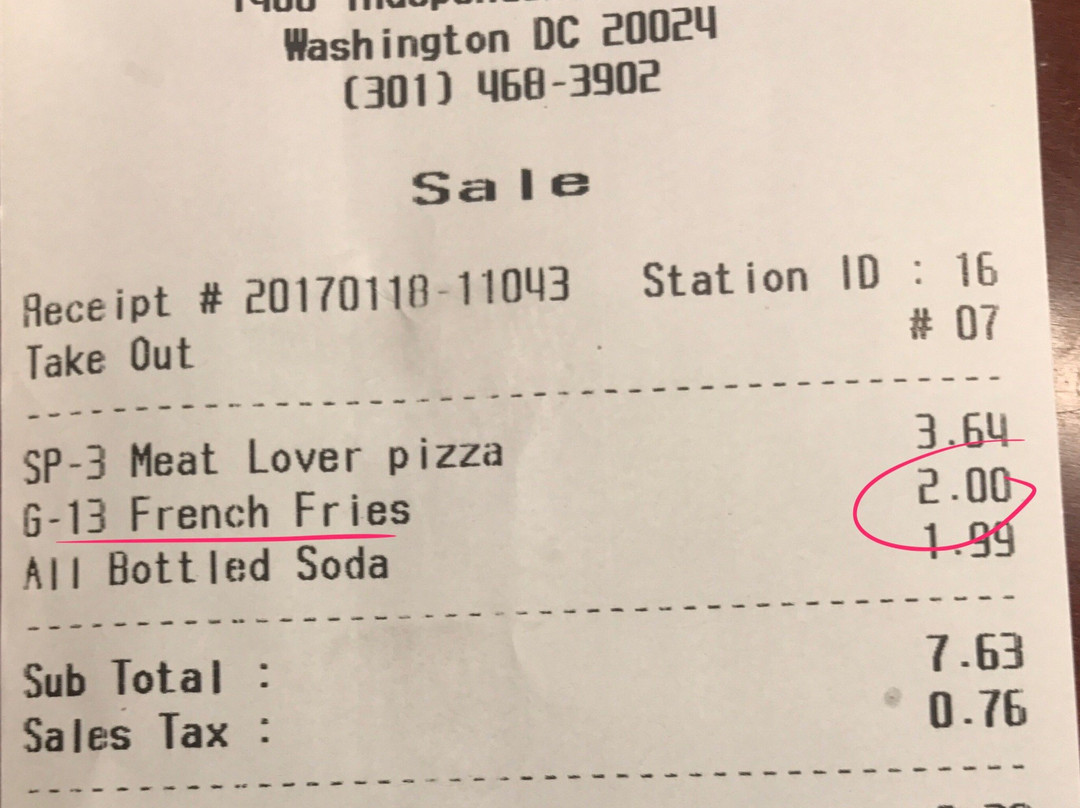 Washington DC 20024
(301) 468-3902
Sale
Receipt # 20170118-11043 Station ID : 16
Take Out # 07
SP-3 Meat Lover pizza 3.64
G-13 French Fries 2.00
All Bottled Soda 1.99
Sub Total : 7.63
Sales Tax : 0.76